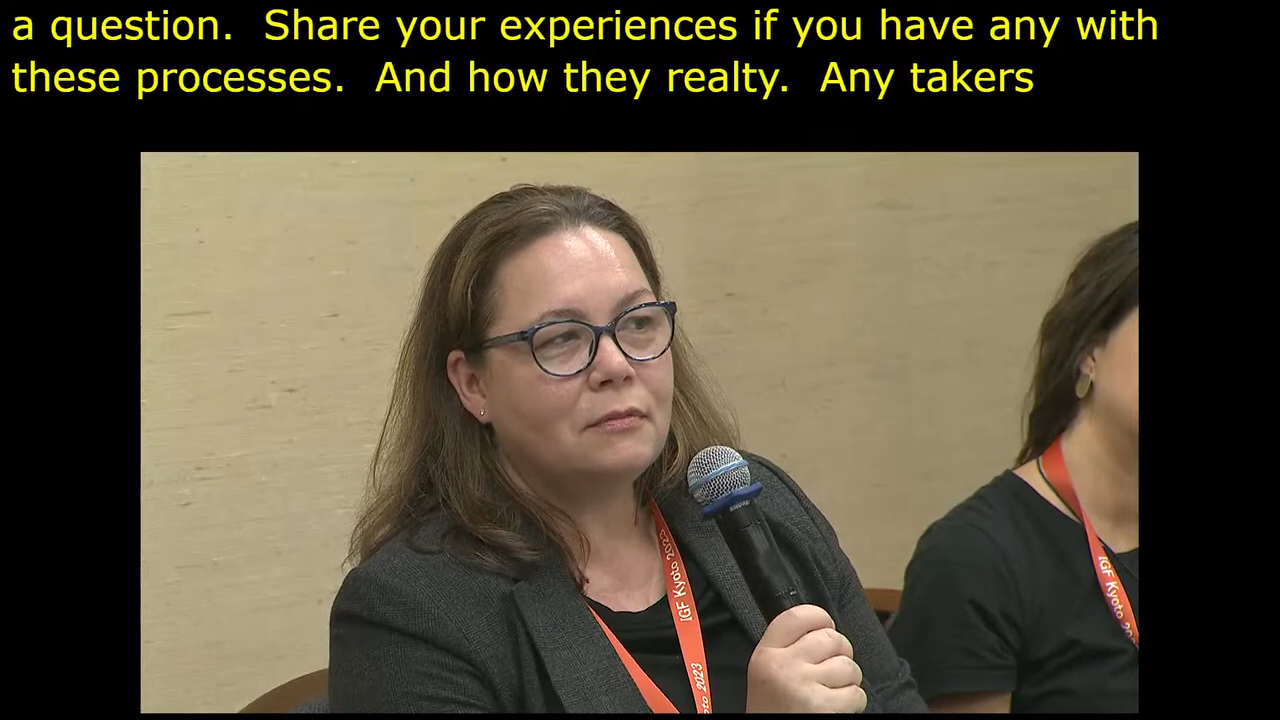 a question.  Share your experiences if you have any with
these processes.  And how they realty.  Any takers
IGF Kyoto 2023
2023
IGF Kyoto